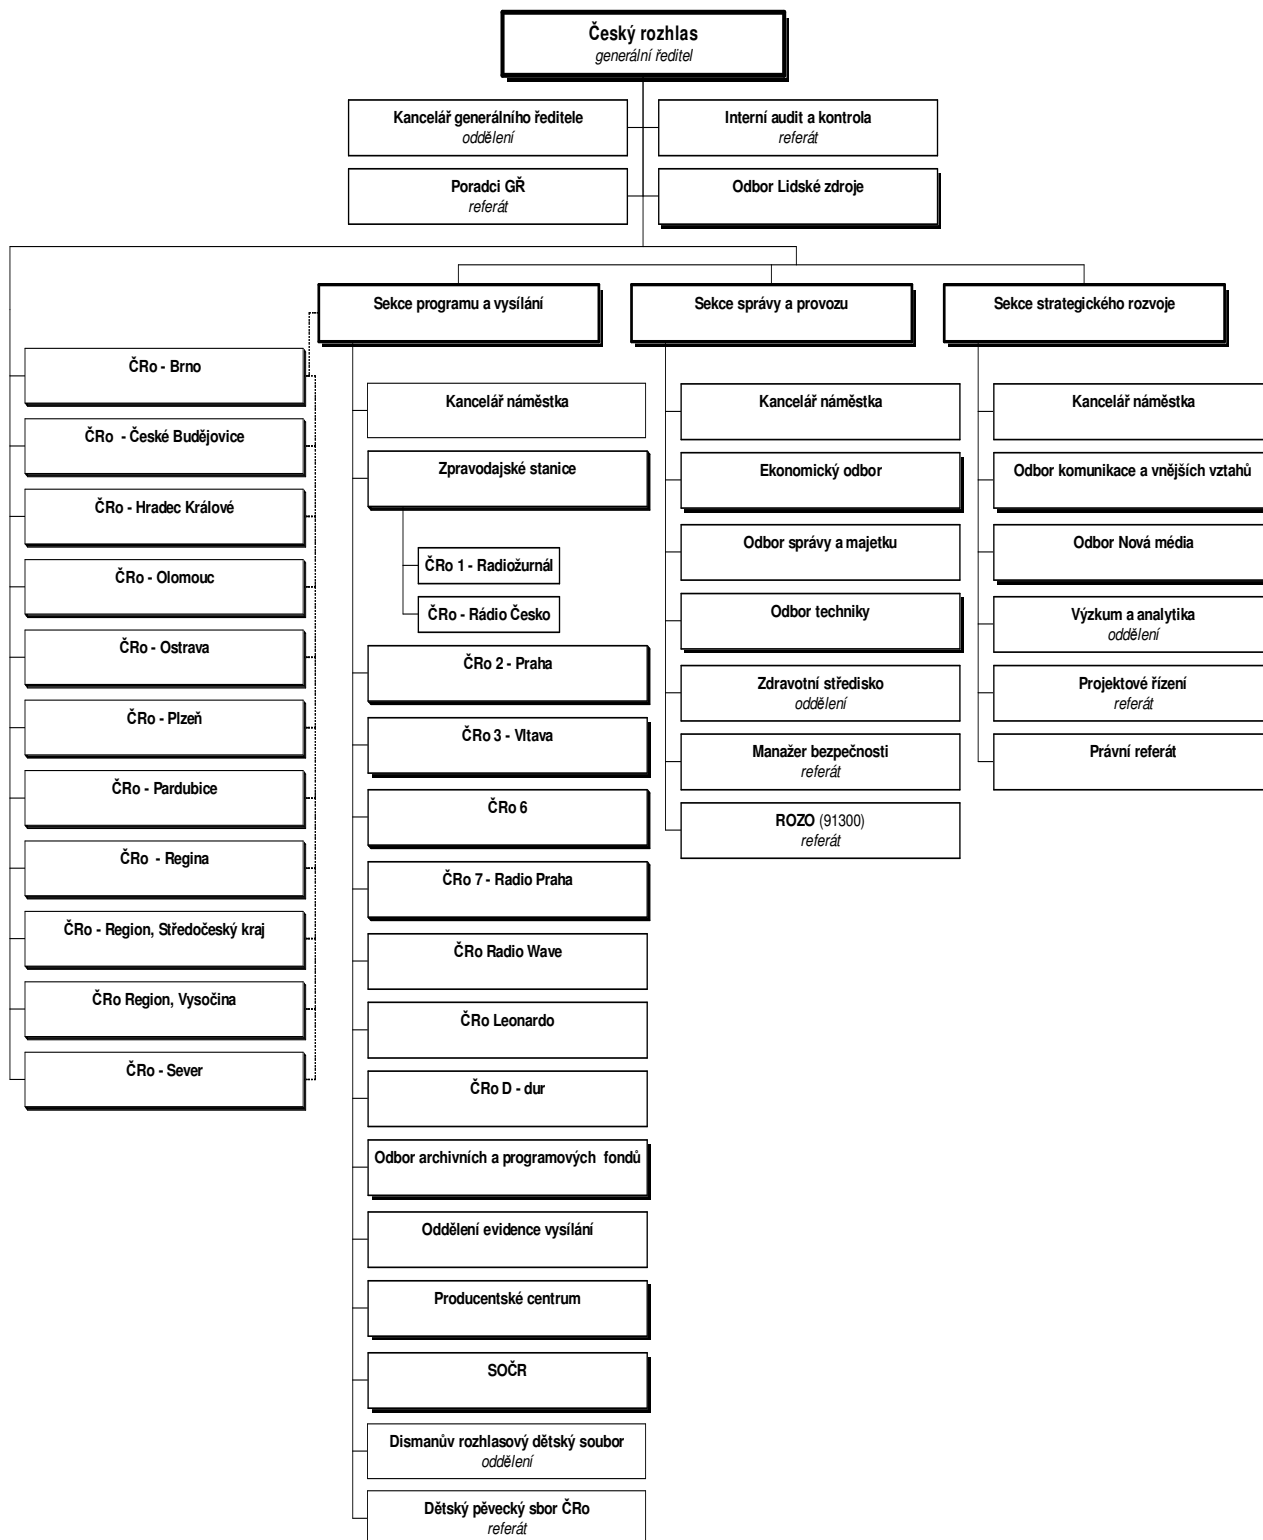 Český rozhlas
generální ředitel
Kancelář generálního ředitele
oddělení
Interní audit a kontrola
referát
Poradci GŘ
referát
Odbor Lidské zdroje
Sekce programu a vysílání
Sekce správy a provozu
Sekce strategického rozvoje
ČRo - Brno
ČRo - České Budějovice
ČRo - Hradec Králové
ČRo - Olomouc
ČRo - Ostrava
ČRo - Plzeň
ČRo - Pardubice
ČRo - Regina
ČRo - Region, Středočeský kraj
ČRo Region, Vysočina
ČRo - Sever
Kancelář náměstka
Zpravodajské stanice
ČRo 1 - Radiožurnál
ČRo - Rádio Česko
ČRo 2 - Praha
ČRo 3 - Vltava
ČRo 6
ČRo 7 - Radio Praha
ČRo Radio Wave
ČRo Leonardo
ČRo D - dur
Odbor archivních a programových fondů
Oddělení evidence vysílání
Producentské centrum
SOČR
Dismanův rozhlasový dětský soubor
oddělení
Dětský pěvecký sbor ČRo
referát
Kancelář náměstka
Ekonomický odbor
Odbor správy a majetku
Odbor techniky
Zdravotní středisko
oddělení
Manažer bezpečnosti
referát
ROZO (91300)
referát
Kancelář náměstka
Odbor komunikace a vnějších vztahů
Odbor Nová média
Výzkum a analytika
oddělení
Projektové řízení
referát
Právní referát